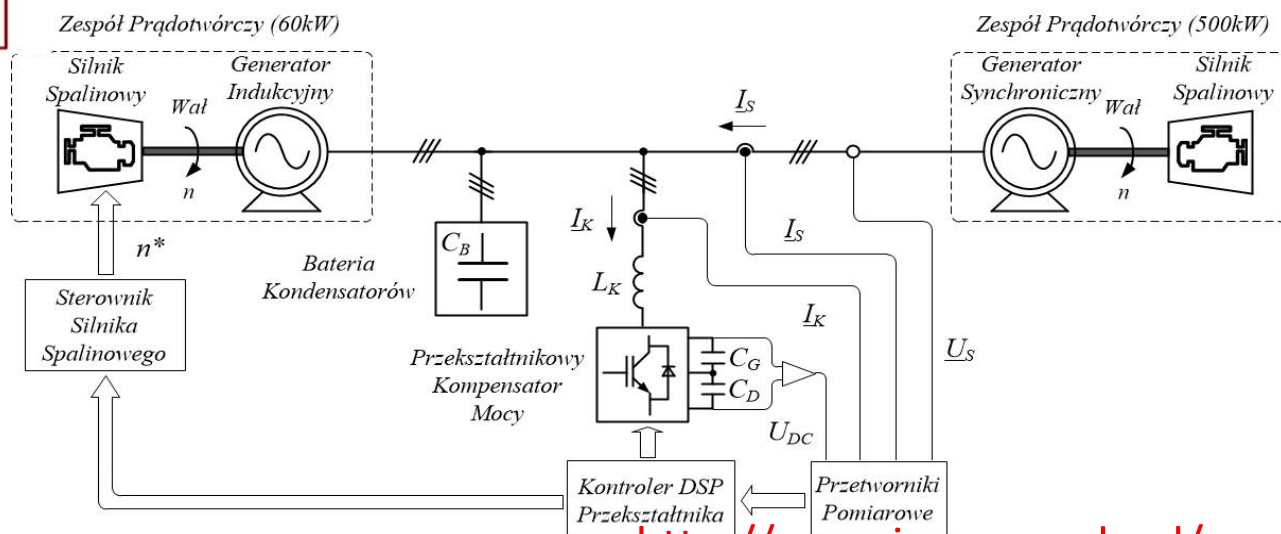 Zespół Prądotwórczy (60kW)
Zespół Prądotwórczy (500kW)
Silnik
Spalinowy
Wał
n
Generator
Indukcyjny
I_S
Generator
Synchroniczny
Wał
n
Silnik
Spalinowy
n*
Sterownik
Silnika
Spalinowego
Bateria
Kondensatorów
C_B
I_K
L_K
I_S
I_K
U_S
Przekształtnikowy
Kompensator
Mocy
C_G
C_D
U_DC
Kontroler DSP
Przekształtnika
Przetworniki
Pomiarowe